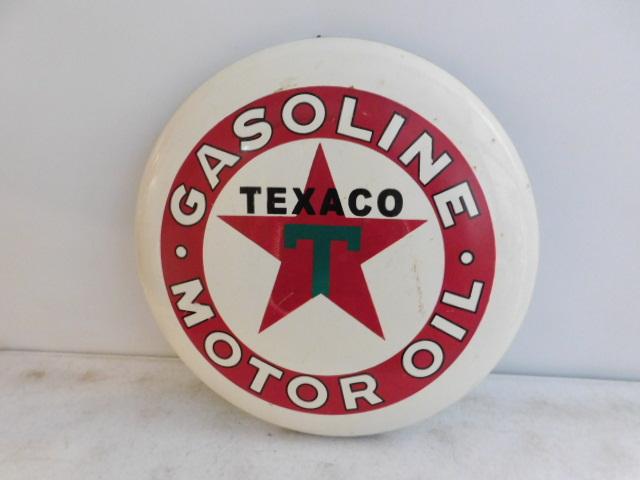 GASOLINE
TEXACO
T
· MOTOR OIL ·